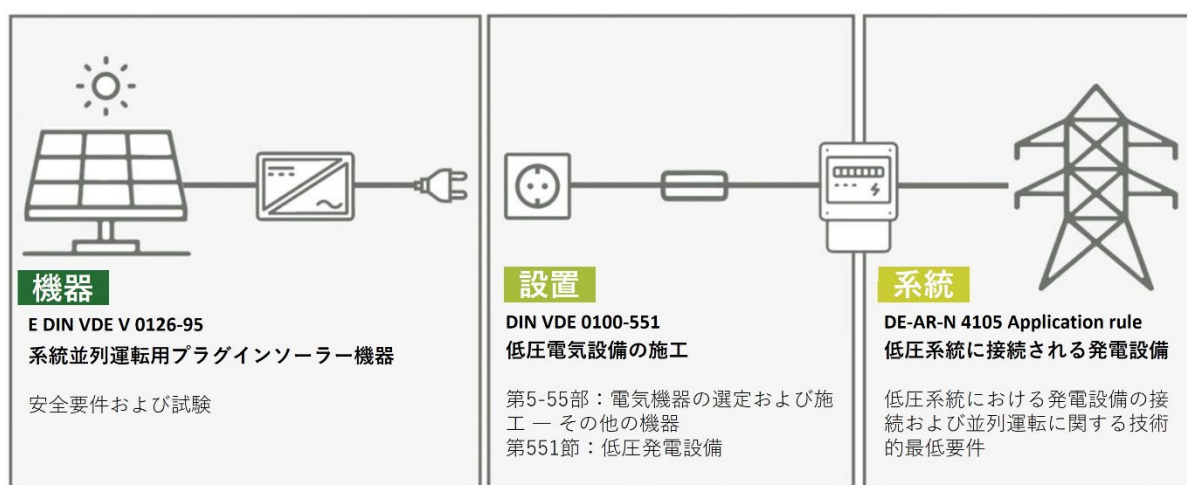 機器
E DIN VDE V 0126-95
系統並列運転用プラグインソーラー機器
安全要件および試験
設置
DIN VDE 0100-551
低圧電気設備の施工
第5-55部：電気機器の選定および施
工 — その他の機器
第551節：低圧発電設備
系統
DE-AR-N 4105 Application rule
低圧系統に接続される発電設備
低圧系統における発電設備の接
続および並列運転に関する技術
的最低要件